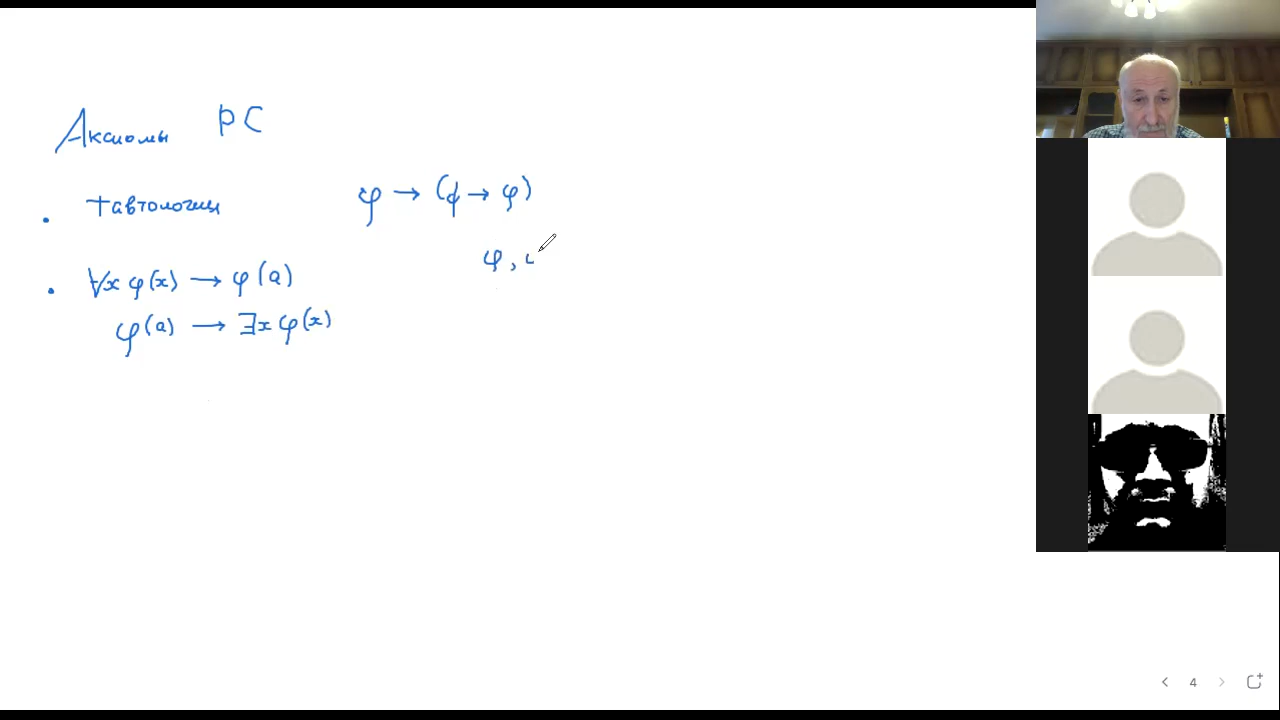 Аксиомы PC
• тавтологии φ → (ψ → φ)
φ, 
• ∀x φ(x) → φ(a)
φ(a) → ∃x φ(x)
4